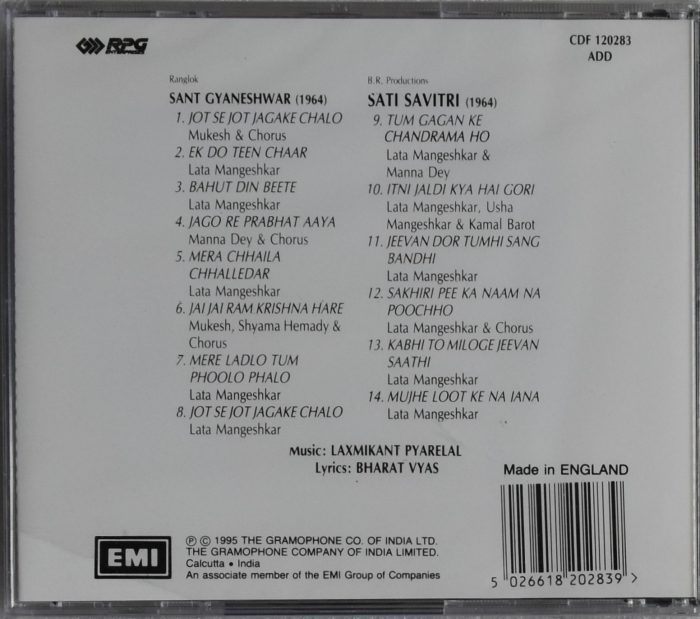 RPG
ENTERPRISES
CDF 120283
ADD
Ranglok
SANT GYANESHWAR (1964)
1. JOT SE JOT JAGAKE CHALO
Mukesh & Chorus
2. EK DO TEEN CHAAR
Lata Mangeshkar
3. BAHUT DIN BEETE
Lata Mangeshkar
4. JAGO RE PRABHAT AAYA
Manna Dey & Chorus
5. MERA CHHAILA
CHHALLEDAR
Lata Mangeshkar
6. JAI JAI RAM KRISHNA HARE
Mukesh, Shyama Hemady &
Chorus
7. MERE LADLO TUM
PHOOLO PHALO
Lata Mangeshkar
8. JOT SE JOT JAGAKE CHALO
Lata Mangeshkar
B.R. Productions
SATI SAVITRI (1964)
9. TUM GAGAN KE
CHANDRAMA HO
Lata Mangeshkar &
Manna Dey
10. ITNI JALDI KYA HAI GORI
Lata Mangeshkar, Usha
Mangeshkar & Kamal Barot
11. JEEVAN DOR TUMHI SANG
BANDHI
Lata Mangeshkar
12. SAKHIRI PEE KA NAAM NA
POOCHHO
Lata Mangeshkar & Chorus
13. KABHI TO MILOGE JEEVAN
SAATHI
Lata Mangeshkar
14. MUJHE LOOT KE NA JANA
Lata Mangeshkar
Music: LAXMIKANT PYARELAL
Lyrics: BHARAT VYAS
Made in ENGLAND
EMI
℗ © 1995 THE GRAMOPHONE CO. OF INDIA LTD.
THE GRAMOPHONE COMPANY OF INDIA LIMITED.
Calcutta • India
An associate member of the EMI Group of Companies
5 026618 202839 >